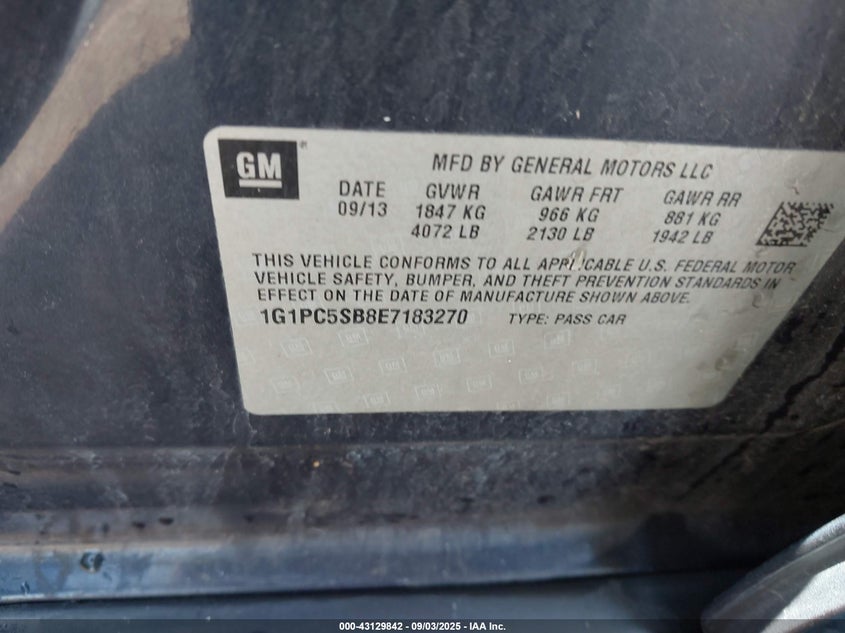 GM
MFD BY GENERAL MOTORS LLC
DATE GVWR GAWR FRT GAWR RR
09/13 1847 KG 966 KG 881 KG
4072 LB 2130 LB 1942 LB
THIS VEHICLE CONFORMS TO ALL APPLICABLE U.S. FEDERAL MOTOR
VEHICLE SAFETY, BUMPER, AND THEFT PREVENTION STANDARDS IN
EFFECT ON THE DATE OF MANUFACTURE SHOWN ABOVE.
1G1PC5SB8E7183270 TYPE: PASS CAR
000-43129842 | 09/03/2025 | IAA Inc.